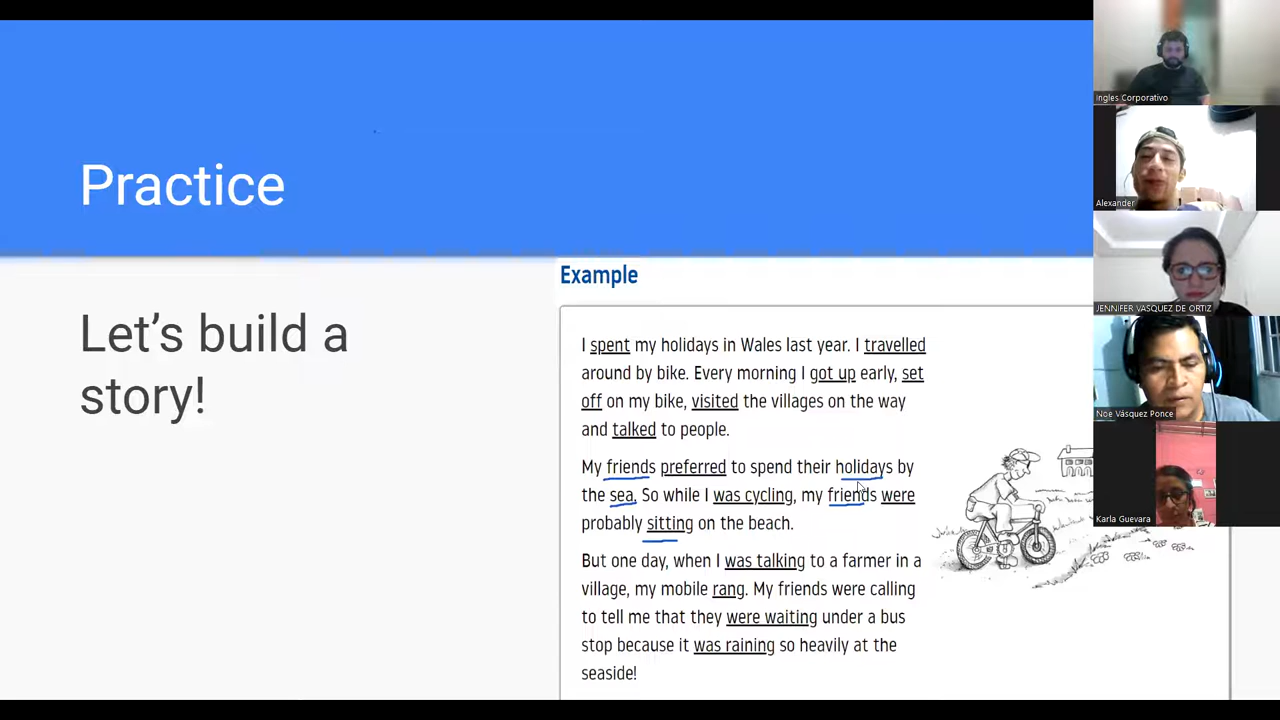 Practice
Let's build a
story!
Example
I spent my holidays in Wales last year. I travelled
around by bike. Every morning I got up early, set
off on my bike, visited the villages on the way
and talked to people.
My friends preferred to spend their holidays by
the sea. So while I was cycling, my friends were
probably sitting on the beach.
But one day, when I was talking to a farmer in a
village, my mobile rang. My friends were calling
to tell me that they were waiting under a bus
stop because it was raining so heavily at the
seaside!
Ingles Corporativo
Alexander
JENNIFER VASQUEZ DE ORTIZ
Noe Vásquez Ponce
Karla Guevara